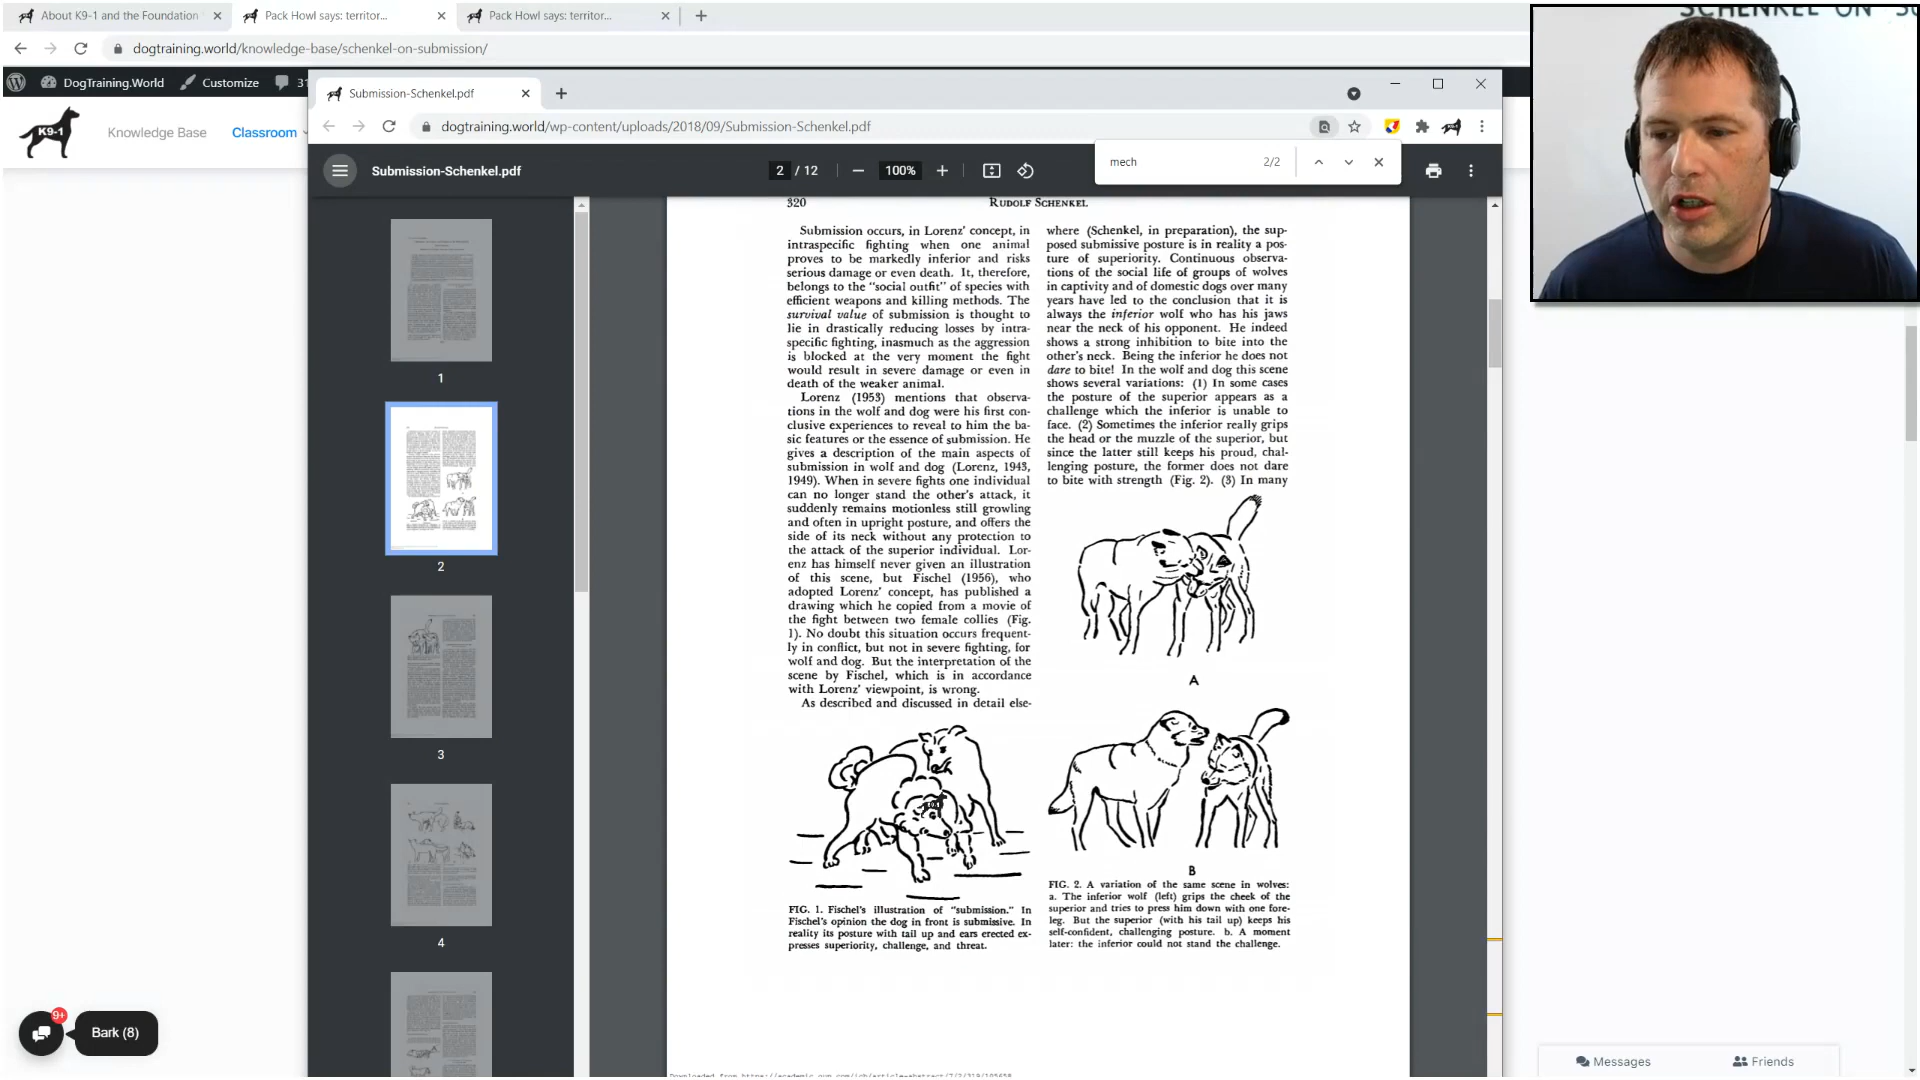 About K9-1 and the Foundation
Pack Howl says: territor...
Pack Howl says: territor...
SCHENKEL ON
dogtraining.world/knowledge-base/schenkel-on-submission/
DogTraining.World
Customize
31
K9-1
Knowledge Base
Classroom
Submission-Schenkel.pdf
dogtraining.world/wp-content/uploads/2018/09/Submission-Schenkel.pdf
mech
2/2
Submission-Schenkel.pdf
2 / 12
100%
1
2
3
4
320
RUDOLF SCHENKEL
Submission occurs, in Lorenz' concept, in
intraspecific fighting when one animal
proves to be markedly inferior and risks
serious damage or even death. It, therefore,
belongs to the "social outfit" of species with
efficient weapons and killing methods. The
survival value of submission is thought to
lie in drastically reducing losses by intra-
specific fighting, inasmuch as the aggression
is blocked at the very moment the fight
would result in severe damage or even in
death of the weaker animal.
Lorenz (1953) mentions that observa-
tions in the wolf and dog were his first con-
clusive experiences to reveal to him the ba-
sic features or the essence of submission. He
gives a description of the main aspects of
submission in wolf and dog (Lorenz, 1943,
1949). When in severe fights one individual
can no longer stand the other's attack, it
suddenly remains motionless still growling
and often in upright posture, and offers the
side of its neck without any protection to
the attack of the superior individual. Lor-
enz has himself never given an illustration
of this scene, but Fischel (1956), who
adopted Lorenz' concept, has published a
drawing which he copied from a movie of
the fight between two female collies (Fig.
1). No doubt this situation occurs frequent-
ly in conflict, but not in severe fighting, for
wolf and dog. But the interpretation of the
scene by Fischel, which is in accordance
with Lorenz' viewpoint, is wrong.
As described and discussed in detail else-
FIG. 1. Fischel's illustration of "submission." In
Fischel's opinion the dog in front is submissive. In
reality its posture with tail up and ears erected ex-
presses superiority, challenge, and threat.
where (Schenkel, in preparation), the sup-
posed submissive posture is in reality a pos-
ture of superiority. Continuous observa-
tions of the social life of groups of wolves
in captivity and of domestic dogs over many
years have led to the conclusion that it is
always the inferior wolf who has his jaws
near the neck of his opponent. He indeed
shows a strong inhibition to bite into the
other's neck. Being the inferior he does not
dare to bite! In the wolf and dog this scene
shows several variations: (1) In some cases
the posture of the superior appears as a
challenge which the inferior is unable to
face. (2) Sometimes the inferior really grips
the head or the muzzle of the superior, but
since the latter still keeps his proud, chal-
lenging posture, the former does not dare
to bite with strength (Fig. 2). (3) In many
A
B
FIG. 2. A variation of the same scene in wolves:
a. The inferior wolf (left) grips the cheek of the
superior and tries to press him down with one fore-
leg. But the superior (with his tail up) keeps his
self-confident, challenging posture. b. A moment
later: the inferior could not stand the challenge.
9+
Bark (8)
Messages
Friends